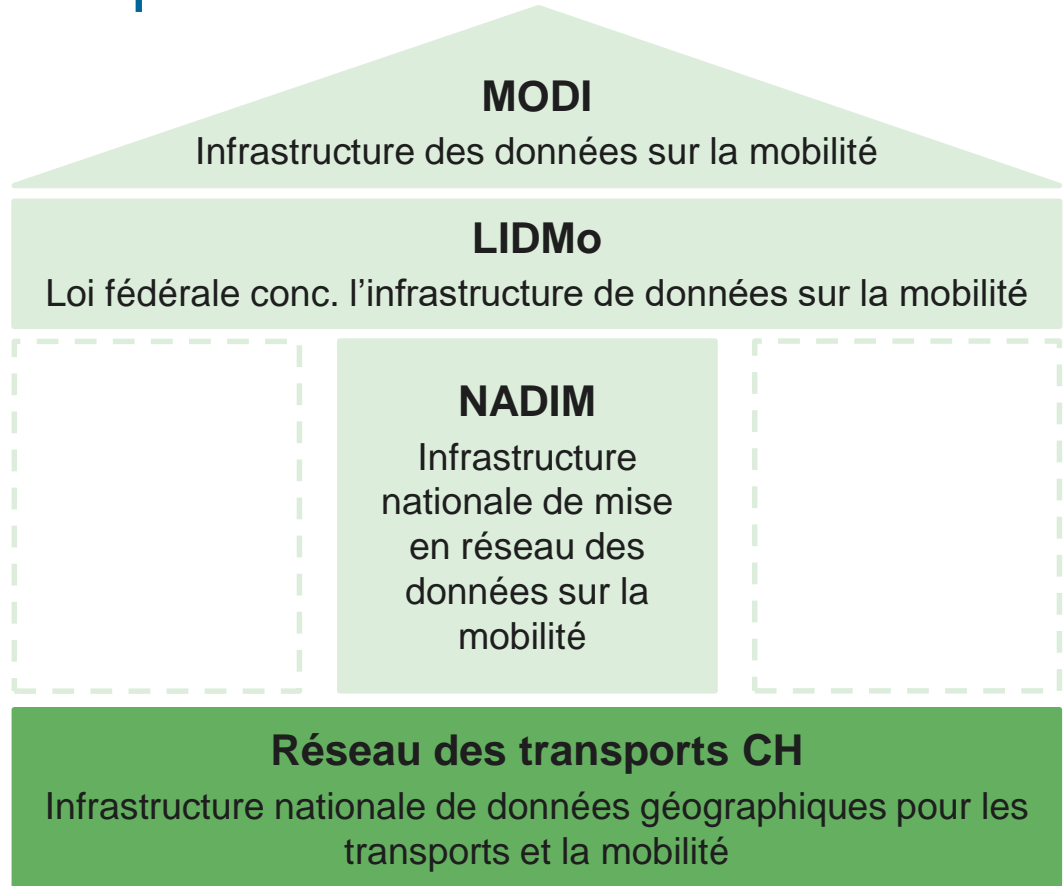 MODI
Infrastructure des données sur la mobilité
LIDMo
Loi fédérale conc. l’infrastructure de données sur la mobilité
NADIM
Infrastructure
nationale de mise
en réseau des
données sur la
mobilité
Réseau des transports CH
Infrastructure nationale de données géographiques pour les
transports et la mobilité